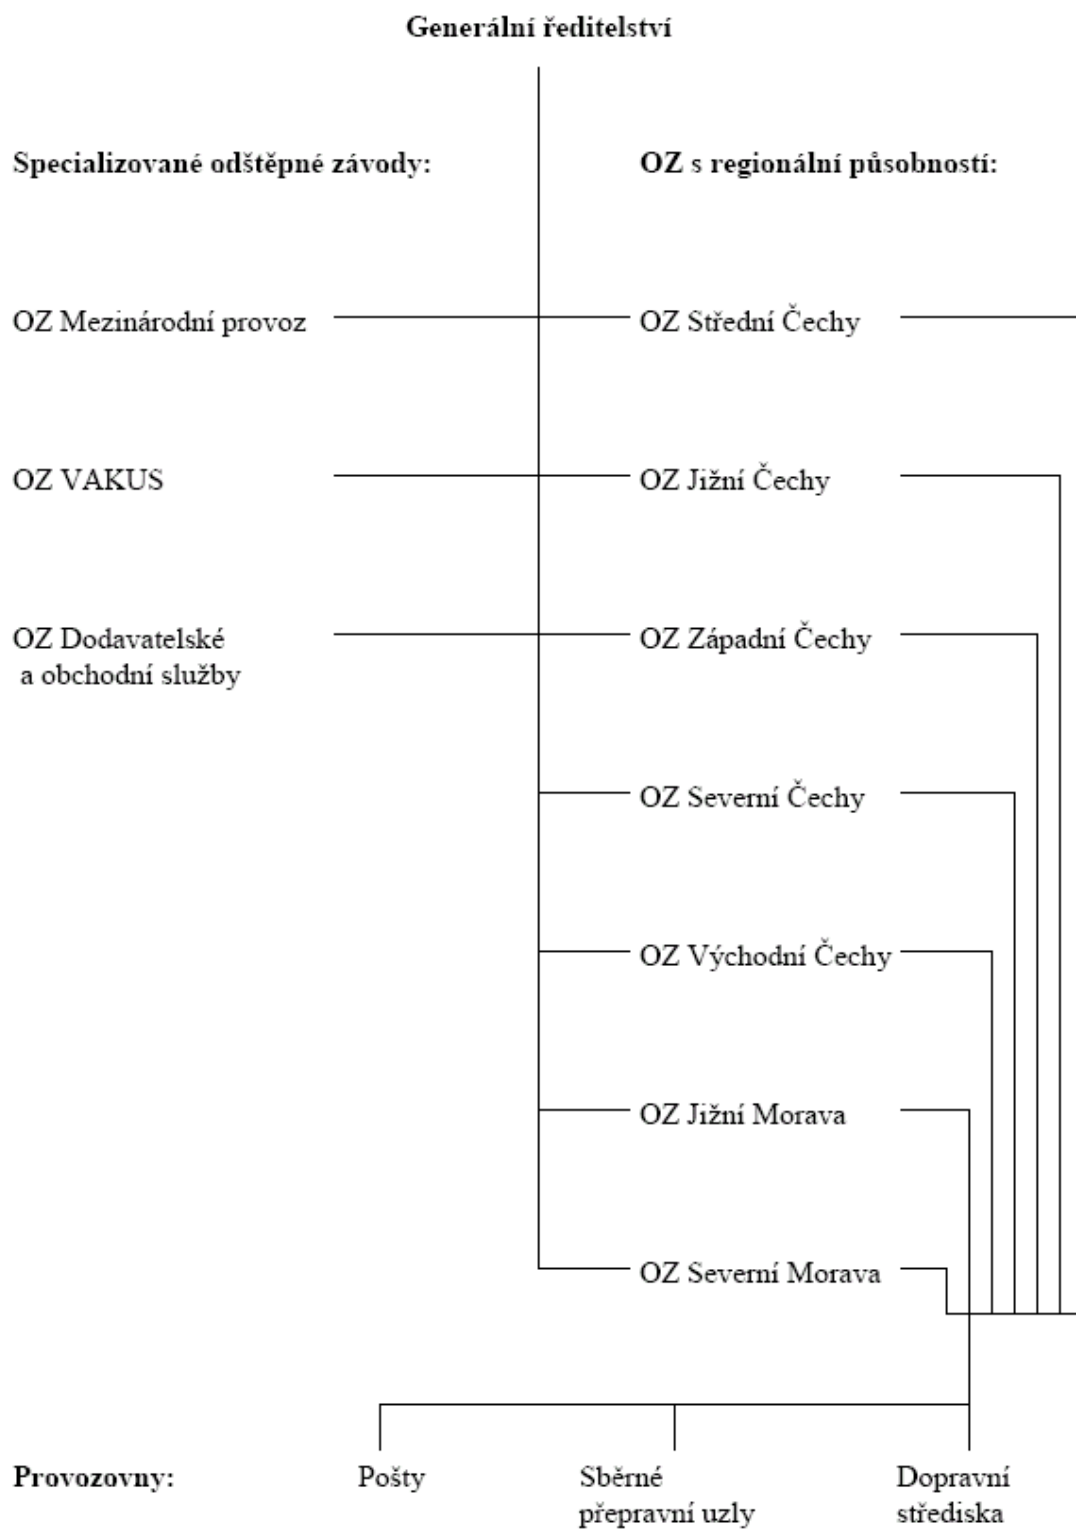 Generální ředitelství
Specializované odštěpné závody:
OZ s regionální působností:
OZ Mezinárodní provoz
OZ Střední Čechy
OZ VAKUS
OZ Jižní Čechy
OZ Dodavatelské
a obchodní služby
OZ Západní Čechy
OZ Severní Čechy
OZ Východní Čechy
OZ Jižní Morava
OZ Severní Morava
Provozovny:
Pošty
Sběrné
přepravní uzly
Dopravní
střediska